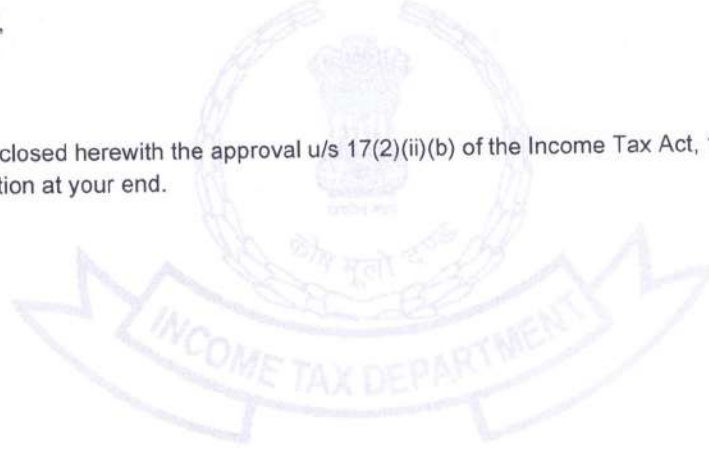 ,
closed herewith the approval u/s 17(2)(ii)(b) of the Income Tax Act,
tion at your end.
कोष मूलो दण्डः
INCOME TAX DEPARTMENT